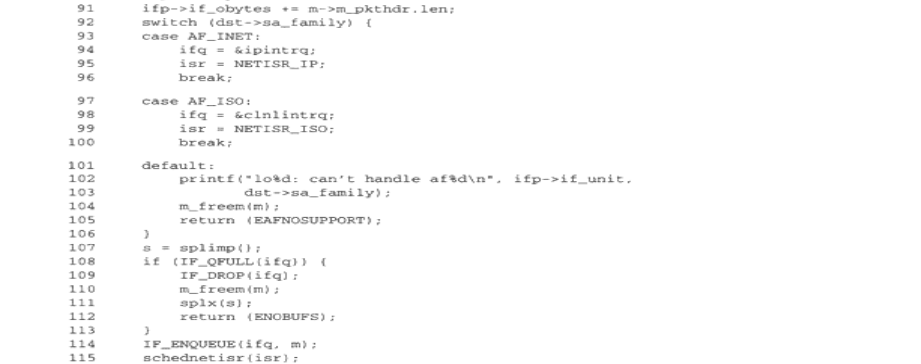 91 ifp->if_obytes += m->m_pkthdr.len;
92 switch (dst->sa_family) {
93 case AF_INET:
94 ifq = &ipintrq;
95 isr = NETISR_IP;
96 break;
97 case AF_ISO:
98 ifq = &clnlintrq;
99 isr = NETISR_ISO;
100 break;
101 default:
102 printf("lo%d: can't handle af%d\n", ifp->if_unit,
103 dst->sa_family);
104 m_freem(m);
105 return (EAFNOSUPPORT);
106 }
107 s = splimp();
108 if (IF_QFULL(ifq)) {
109 IF_DROP(ifq);
110 m_freem(m);
111 splx(s);
112 return (ENOBUFS);
113 }
114 IF_ENQUEUE(ifq, m);
115 schednetisr(isr);